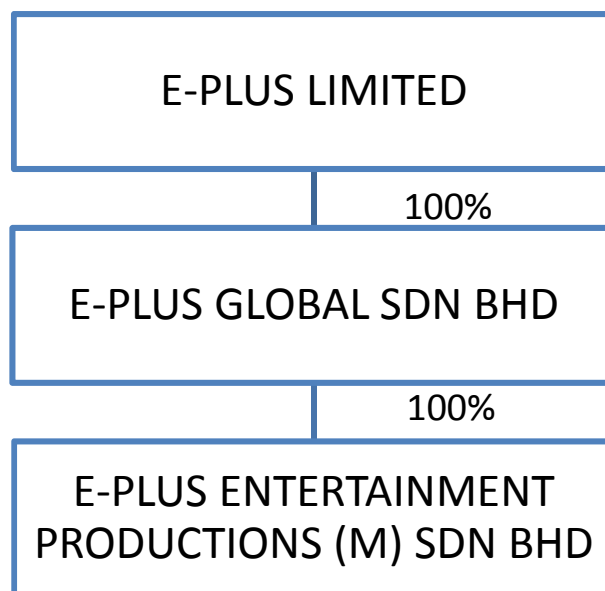 E-PLUS LIMITED
100%
E-PLUS GLOBAL SDN BHD
100%
E-PLUS ENTERTAINMENT
PRODUCTIONS (M) SDN BHD